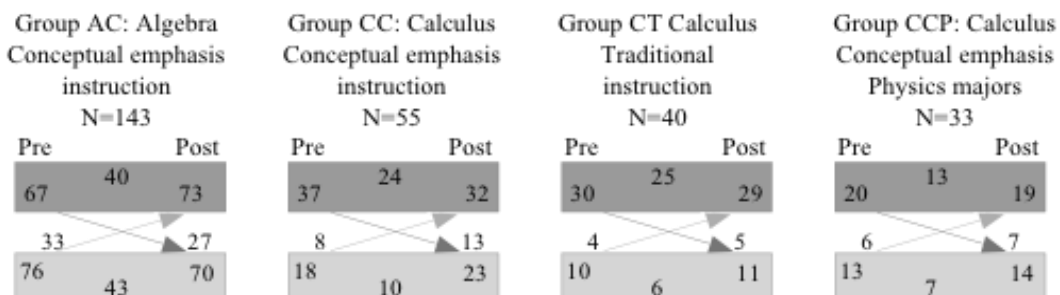 Group AC: Algebra
Conceptual emphasis
instruction
N=143
Pre Post
40
67 73
33 27
76 70
43
Group CC: Calculus
Conceptual emphasis
instruction
N=55
Pre Post
24
37 32
8 13
18 23
10
Group CT Calculus
Traditional
instruction
N=40
Pre Post
25
30 29
4 5
10 11
6
Group CCP: Calculus
Conceptual emphasis
Physics majors
N=33
Pre Post
13
20 19
6 7
13 14
7